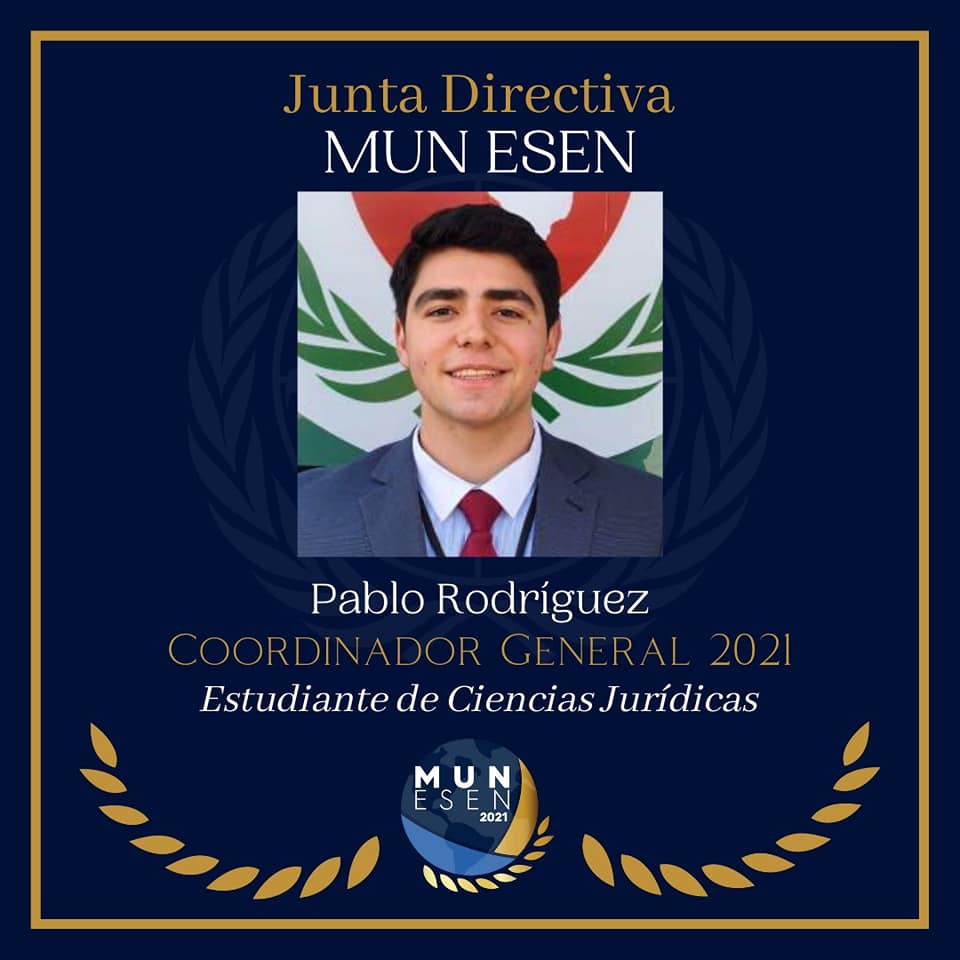 Junta Directiva
MUN ESEN
Pablo Rodríguez
COORDINADOR GENERAL 2021
Estudiante de Ciencias Jurídicas
MUN
ESEN
2021